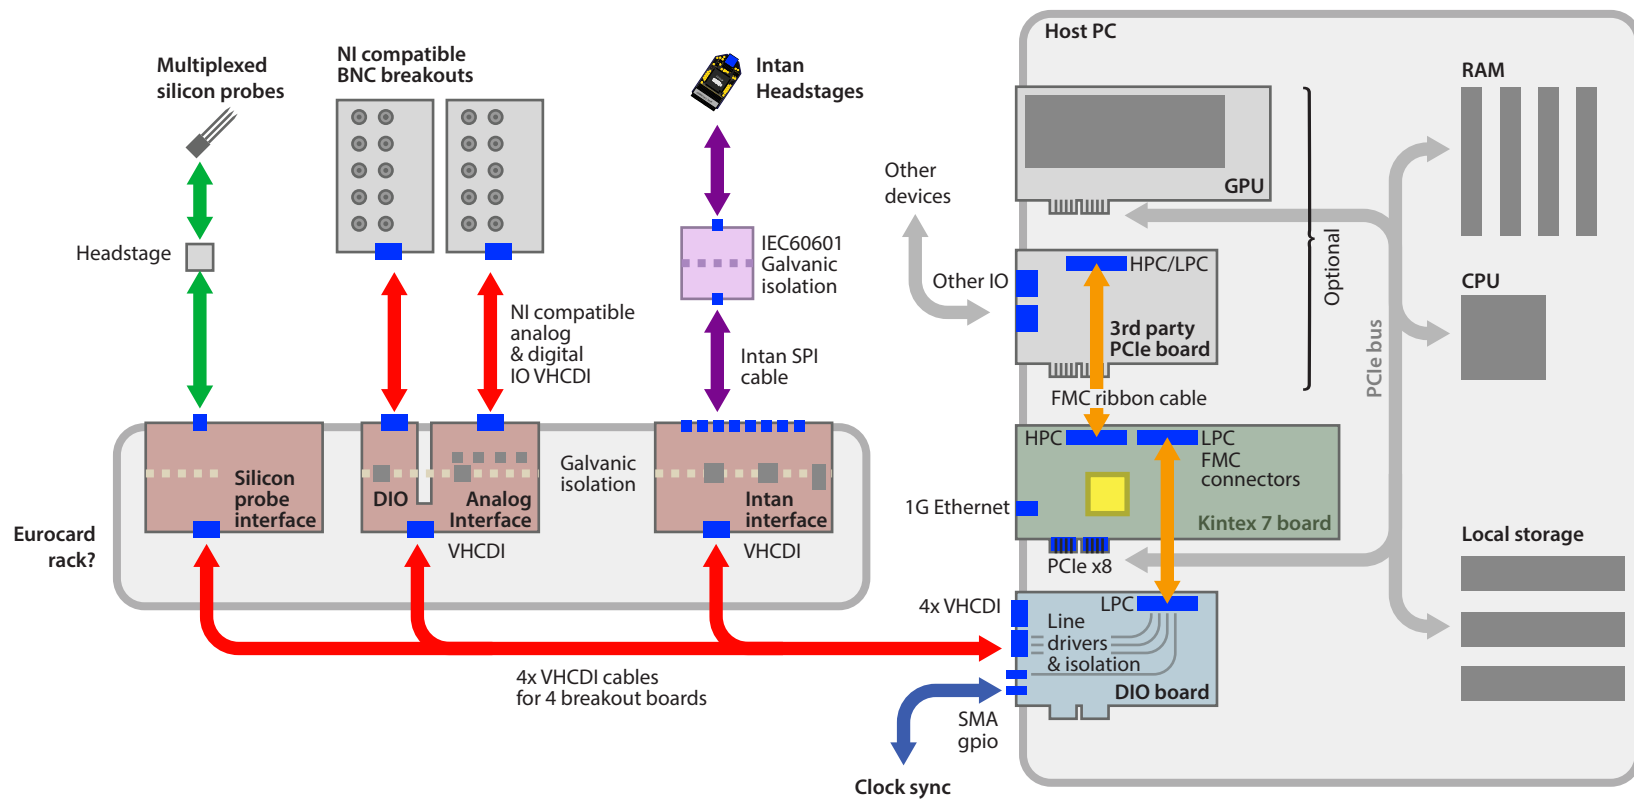 Multiplexed
silicon probes
NI compatible
BNC breakouts
Intan
Headstages
Headstage
NI compatible
analog
& digital
IO VHCDI
IEC60601
Galvanic
isolation
Intan SPI
cable
Silicon
probe
interface
DIO
Analog
Interface
Galvanic
isolation
Intan
interface
VHCDI
VHCDI
Eurocard
rack?
4x VHCDI cables
for 4 breakout boards
Host PC
GPU
Other
devices
Other IO
HPC/LPC
3rd party
PCIe board
Optional
FMC ribbon cable
HPC
LPC
FMC
connectors
1G Ethernet
Kintex 7 board
PCIe x8
4x VHCDI
LPC
Line
drivers
& isolation
DIO board
SMA
gpio
Clock sync
PCIe bus
RAM
CPU
Local storage